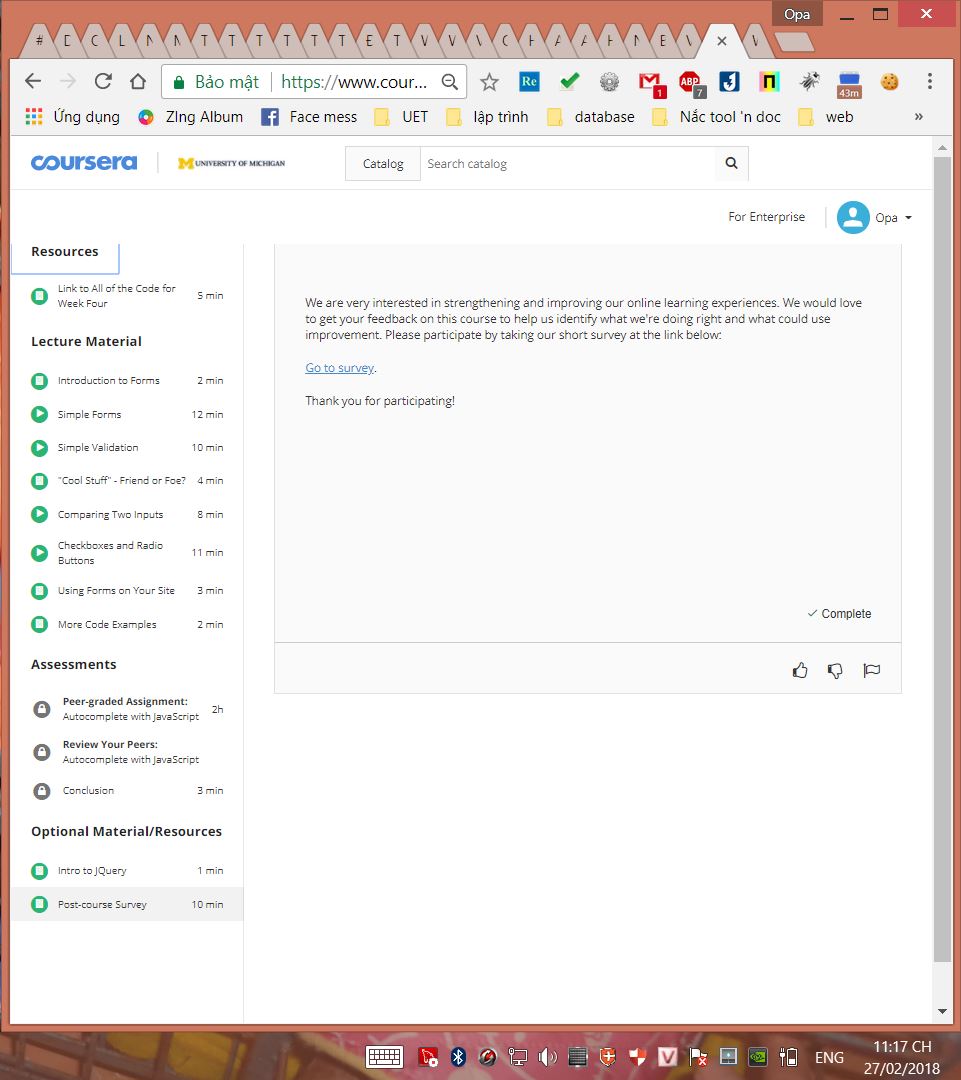 Opa
# D C L N M T T T T T T E T V V V C H A A H N E V V
Bảo mật https://www.cour...
Re
1
ABP
7
43m
Ứng dụng ZIng Album Face mess UET lập trình database Nắc tool 'n doc web »
coursera M UNIVERSITY OF MICHIGAN Catalog Search catalog
For Enterprise Opa
Resources
Link to All of the Code for
Week Four
5 min
Lecture Material
Introduction to Forms 2 min
Simple Forms 12 min
Simple Validation 10 min
"Cool Stuff" - Friend or Foe? 4 min
Comparing Two Inputs 8 min
Checkboxes and Radio
Buttons
11 min
Using Forms on Your Site 3 min
More Code Examples 2 min
Assessments
Peer-graded Assignment:
Autocomplete with JavaScript
2h
Review Your Peers:
Autocomplete with JavaScript
Conclusion 3 min
Optional Material/Resources
Intro to JQuery 1 min
Post-course Survey 10 min
We are very interested in strengthening and improving our online learning experiences. We would love
to get your feedback on this course to help us identify what we're doing right and what could use
improvement. Please participate by taking our short survey at the link below:
Go to survey.
Thank you for participating!
Complete
ENG
11:17 CH
27/02/2018